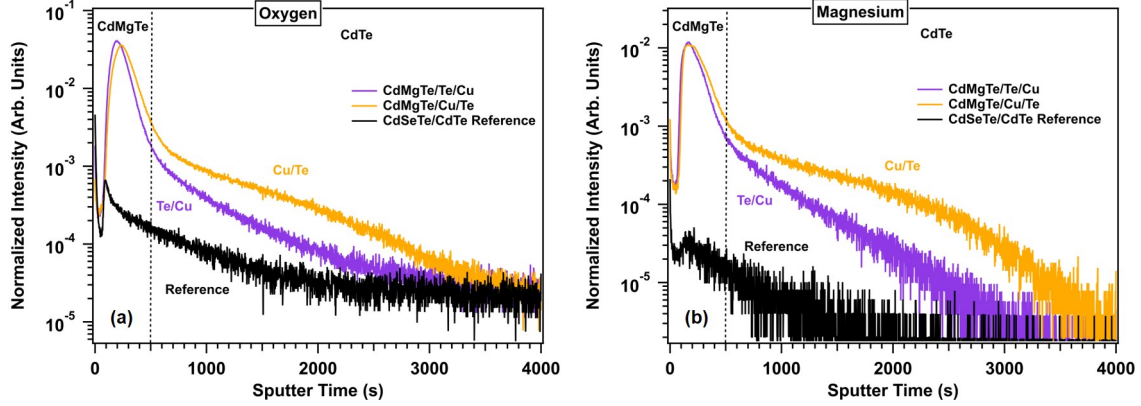 Oxygen
10^-1
10^-2
10^-3
10^-4
10^-5
Normalized Intensity (Arb. Units)
CdMgTe
CdTe
CdMgTe/Te/Cu
CdMgTe/Cu/Te
CdSeTe/CdTe Reference
Cu/Te
Te/Cu
Reference
(a)
0 1000 2000 3000 4000
Sputter Time (s)
Magnesium
10^-2
10^-3
10^-4
10^-5
Normalized Intensity (Arb. Units)
CdMgTe
CdTe
CdMgTe/Te/Cu
CdMgTe/Cu/Te
CdSeTe/CdTe Reference
Cu/Te
Te/Cu
Reference
(b)
0 1000 2000 3000 4000
Sputter Time (s)